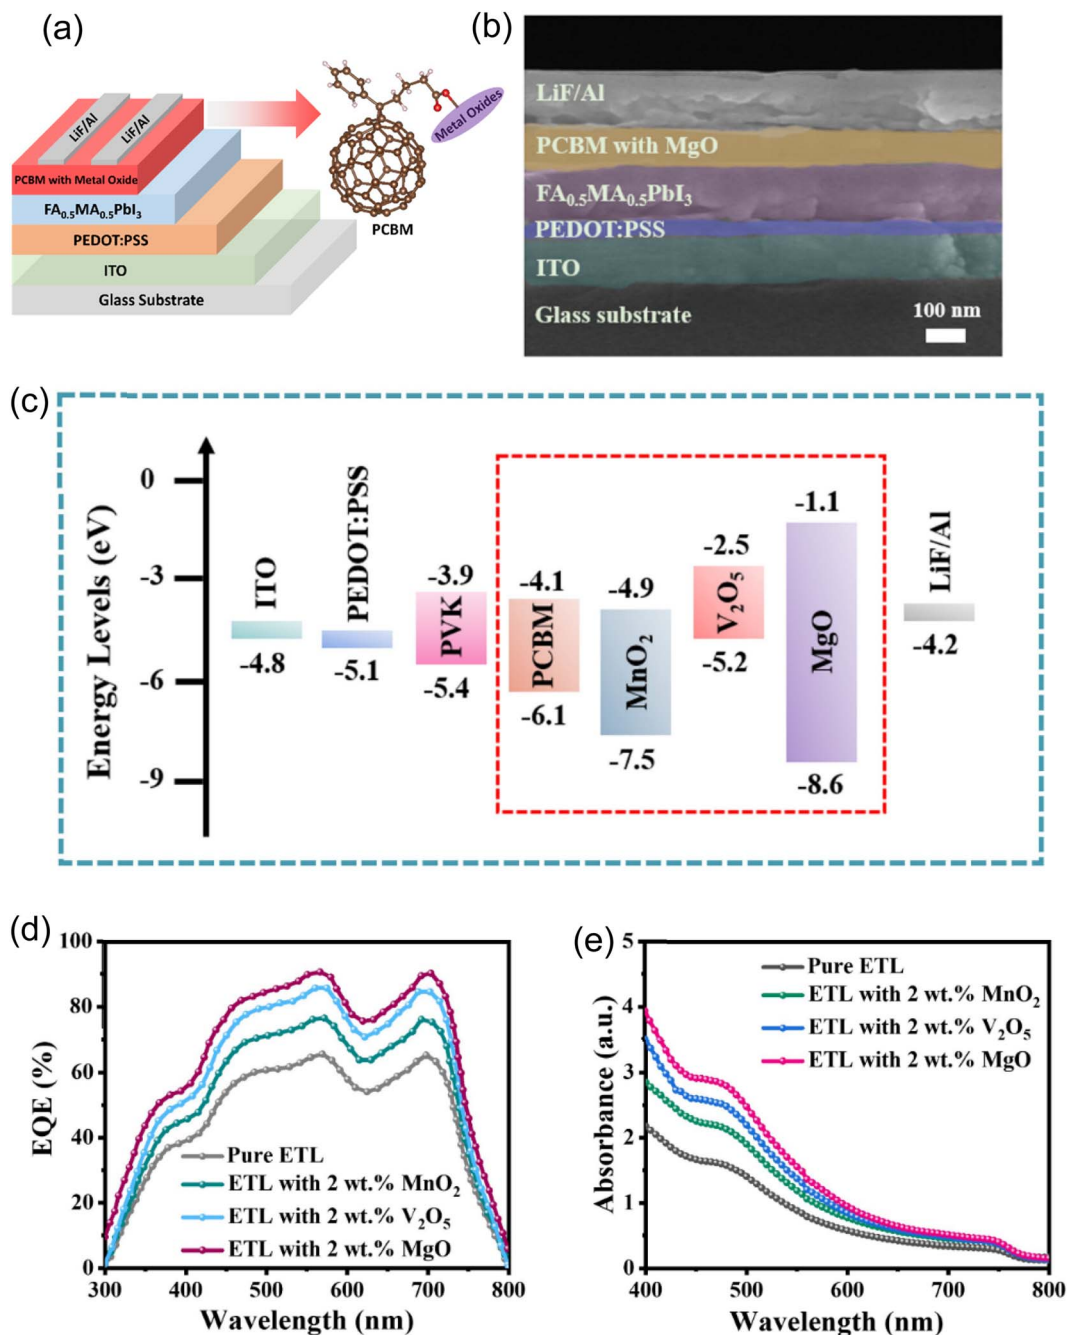 (a)
LiF/Al
LiF/Al
PCBM with Metal Oxide
FA₀.₅MA₀.₅PbI₃
PEDOT:PSS
ITO
Glass Substrate
Metal Oxides
PCBM
(b)
LiF/Al
PCBM with MgO
FA₀.₅MA₀.₅PbI₃
PEDOT:PSS
ITO
Glass substrate
100 nm
(c)
Energy Levels (eV)
0
-3
-6
-9
ITO
-4.8
PEDOT:PSS
-5.1
-3.9
PVK
-5.4
-4.1
PCBM
-6.1
-4.9
MnO₂
-7.5
-2.5
V₂O₅
-5.2
-1.1
MgO
-8.6
LiF/Al
-4.2
(d)
EQE (%)
100
80
60
40
20
0
Pure ETL
ETL with 2 wt.% MnO₂
ETL with 2 wt.% V₂O₅
ETL with 2 wt.% MgO
300 400 500 600 700 800
Wavelength (nm)
(e)
Absorbance (a.u.)
5
4
3
2
1
0
Pure ETL
ETL with 2 wt.% MnO₂
ETL with 2 wt.% V₂O₅
ETL with 2 wt.% MgO
400 500 600 700 800
Wavelength (nm)